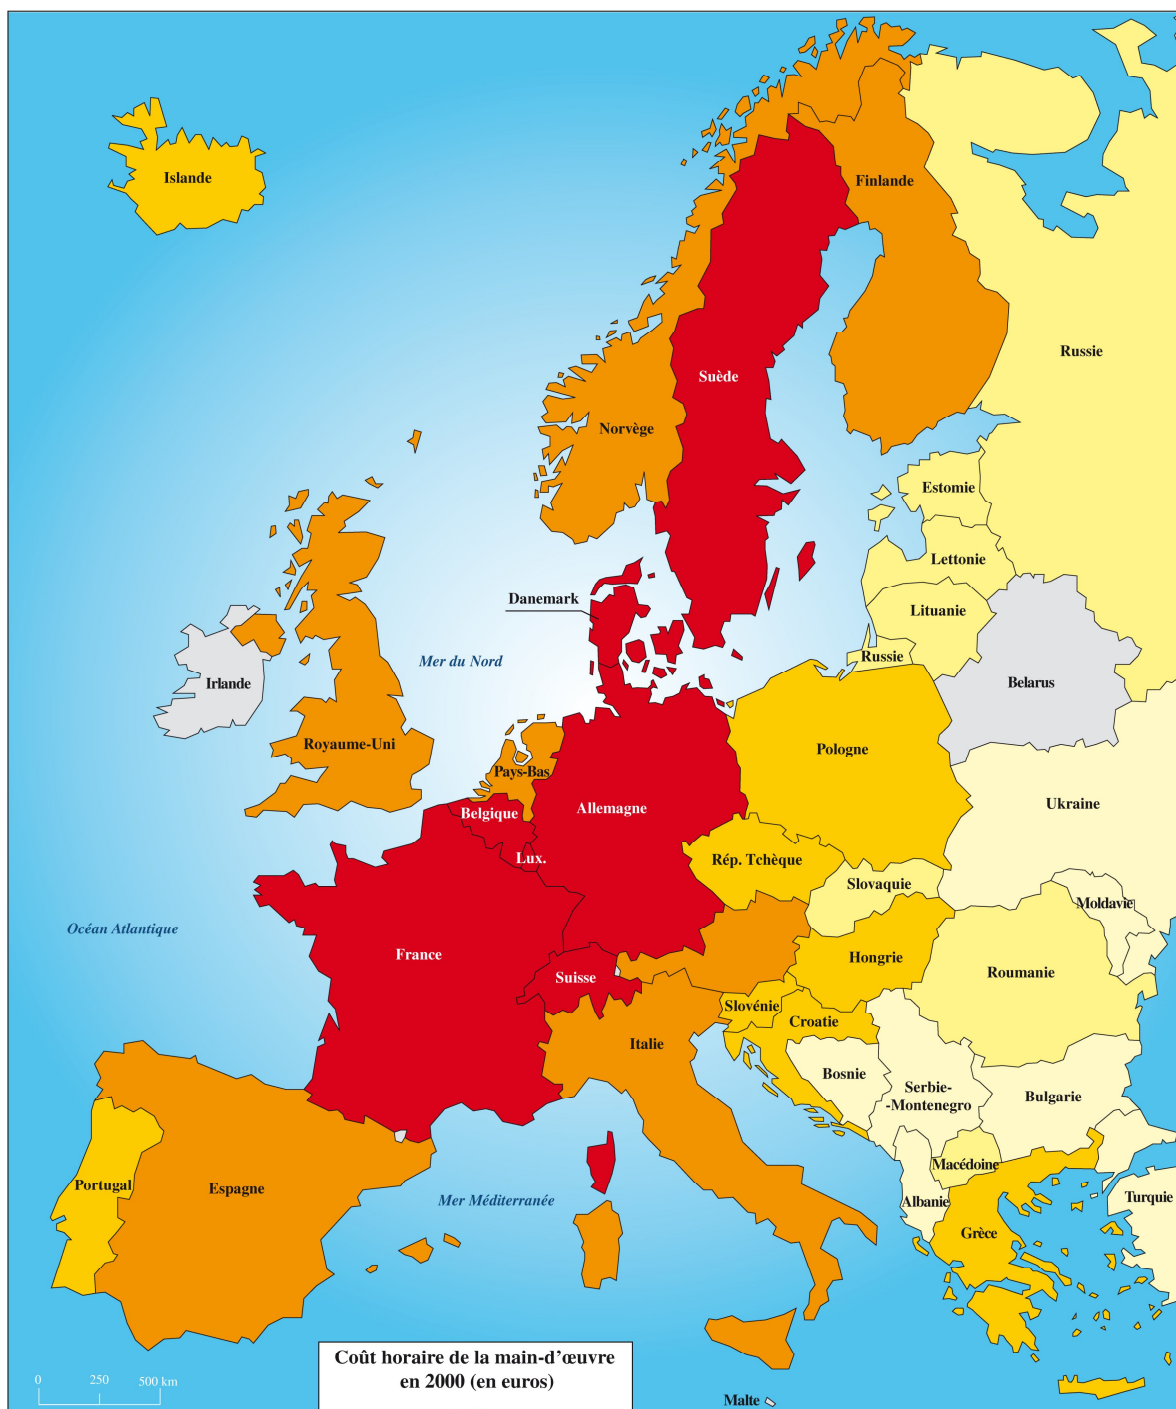 Islande
Finlande
Russie
Suède
Norvège
Estomie
Lettonie
Danemark
Lituanie
Russie
Mer du Nord
Irlande
Belarus
Royaume-Uni
Pologne
Pays-Bas
Ukraine
Allemagne
Belgique
Lux.
Rép. Tchèque
Slovaquie
Moldavie
Océan Atlantique
France
Hongrie
Roumanie
Suisse
Slovénie
Croatie
Italie
Bosnie
Serbie-
-Montenegro
Bulgarie
Macédoine
Portugal
Espagne
Mer Méditerranée
Albanie
Turquie
Grèce
Coût horaire de la main-d'œuvre
en 2000 (en euros)
0 250 500 km
Malte